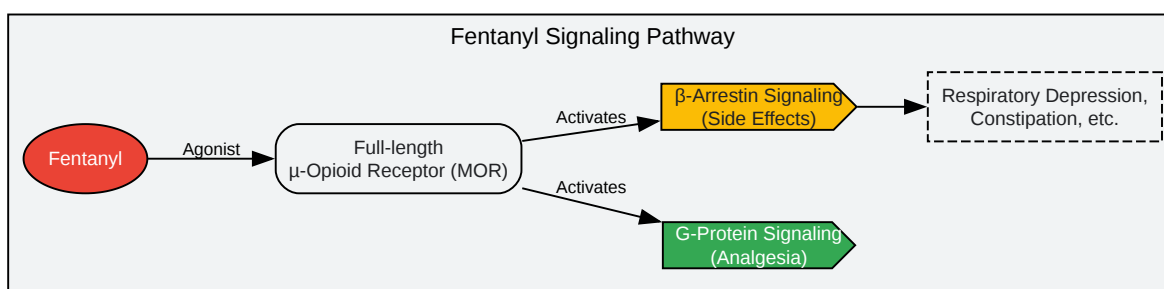 Fentanyl Signaling Pathway
Fentanyl
Agonist
Full-length
μ-Opioid Receptor (MOR)
Activates
β-Arrestin Signaling
(Side Effects)
Respiratory Depression,
Constipation, etc.
Activates
G-Protein Signaling
(Analgesia)